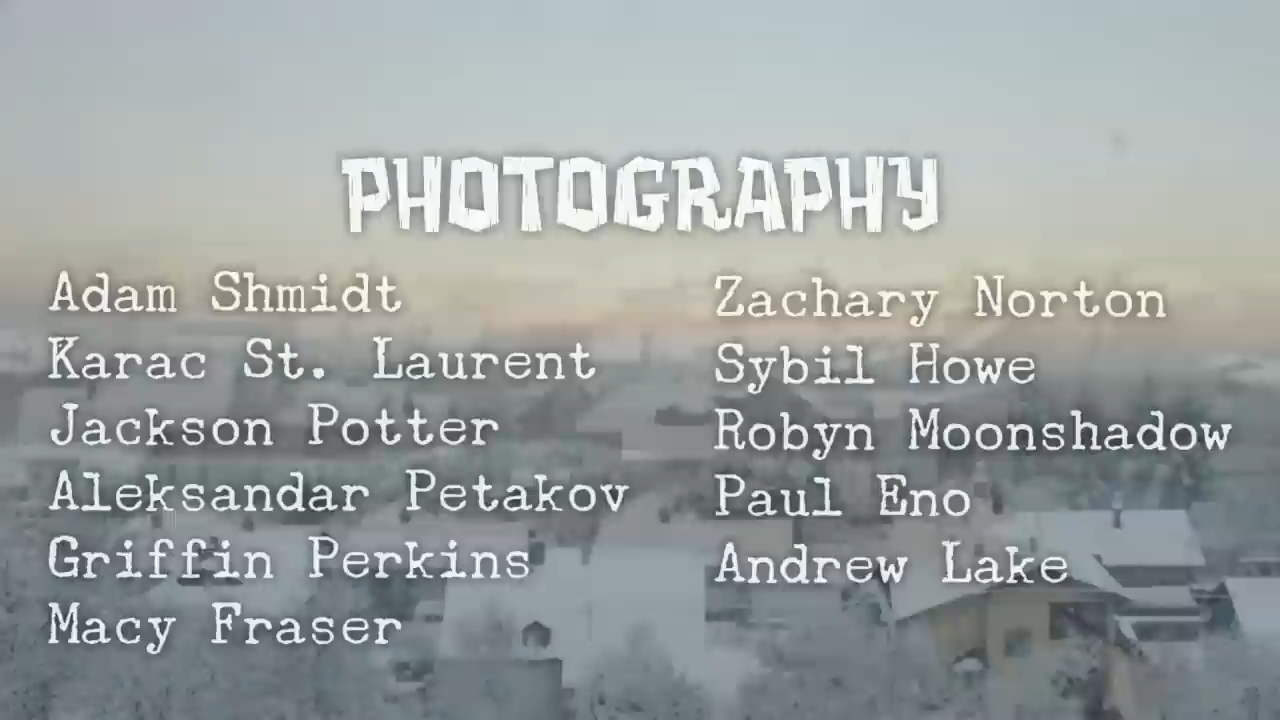 PHOTOGRAPHY
Adam Shmidt
Karac St. Laurent
Jackson Potter
Aleksandar Petakov
Griffin Perkins
Macy Fraser
Zachary Norton
Sybil Howe
Robyn Moonshadow
Paul Eno
Andrew Lake